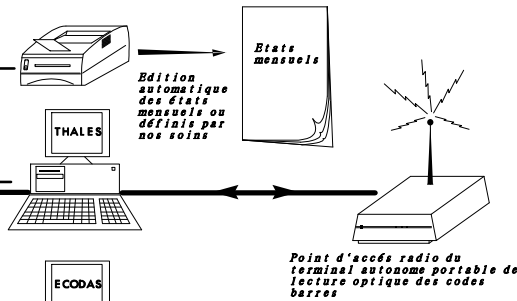 Etats
mensuels
Edition
automatique
des états
mensuels ou
définis par
nos soins
THALES
Point d'accés radio du
terminal autonome portable de
lecture optique des codes
barres
ECODAS